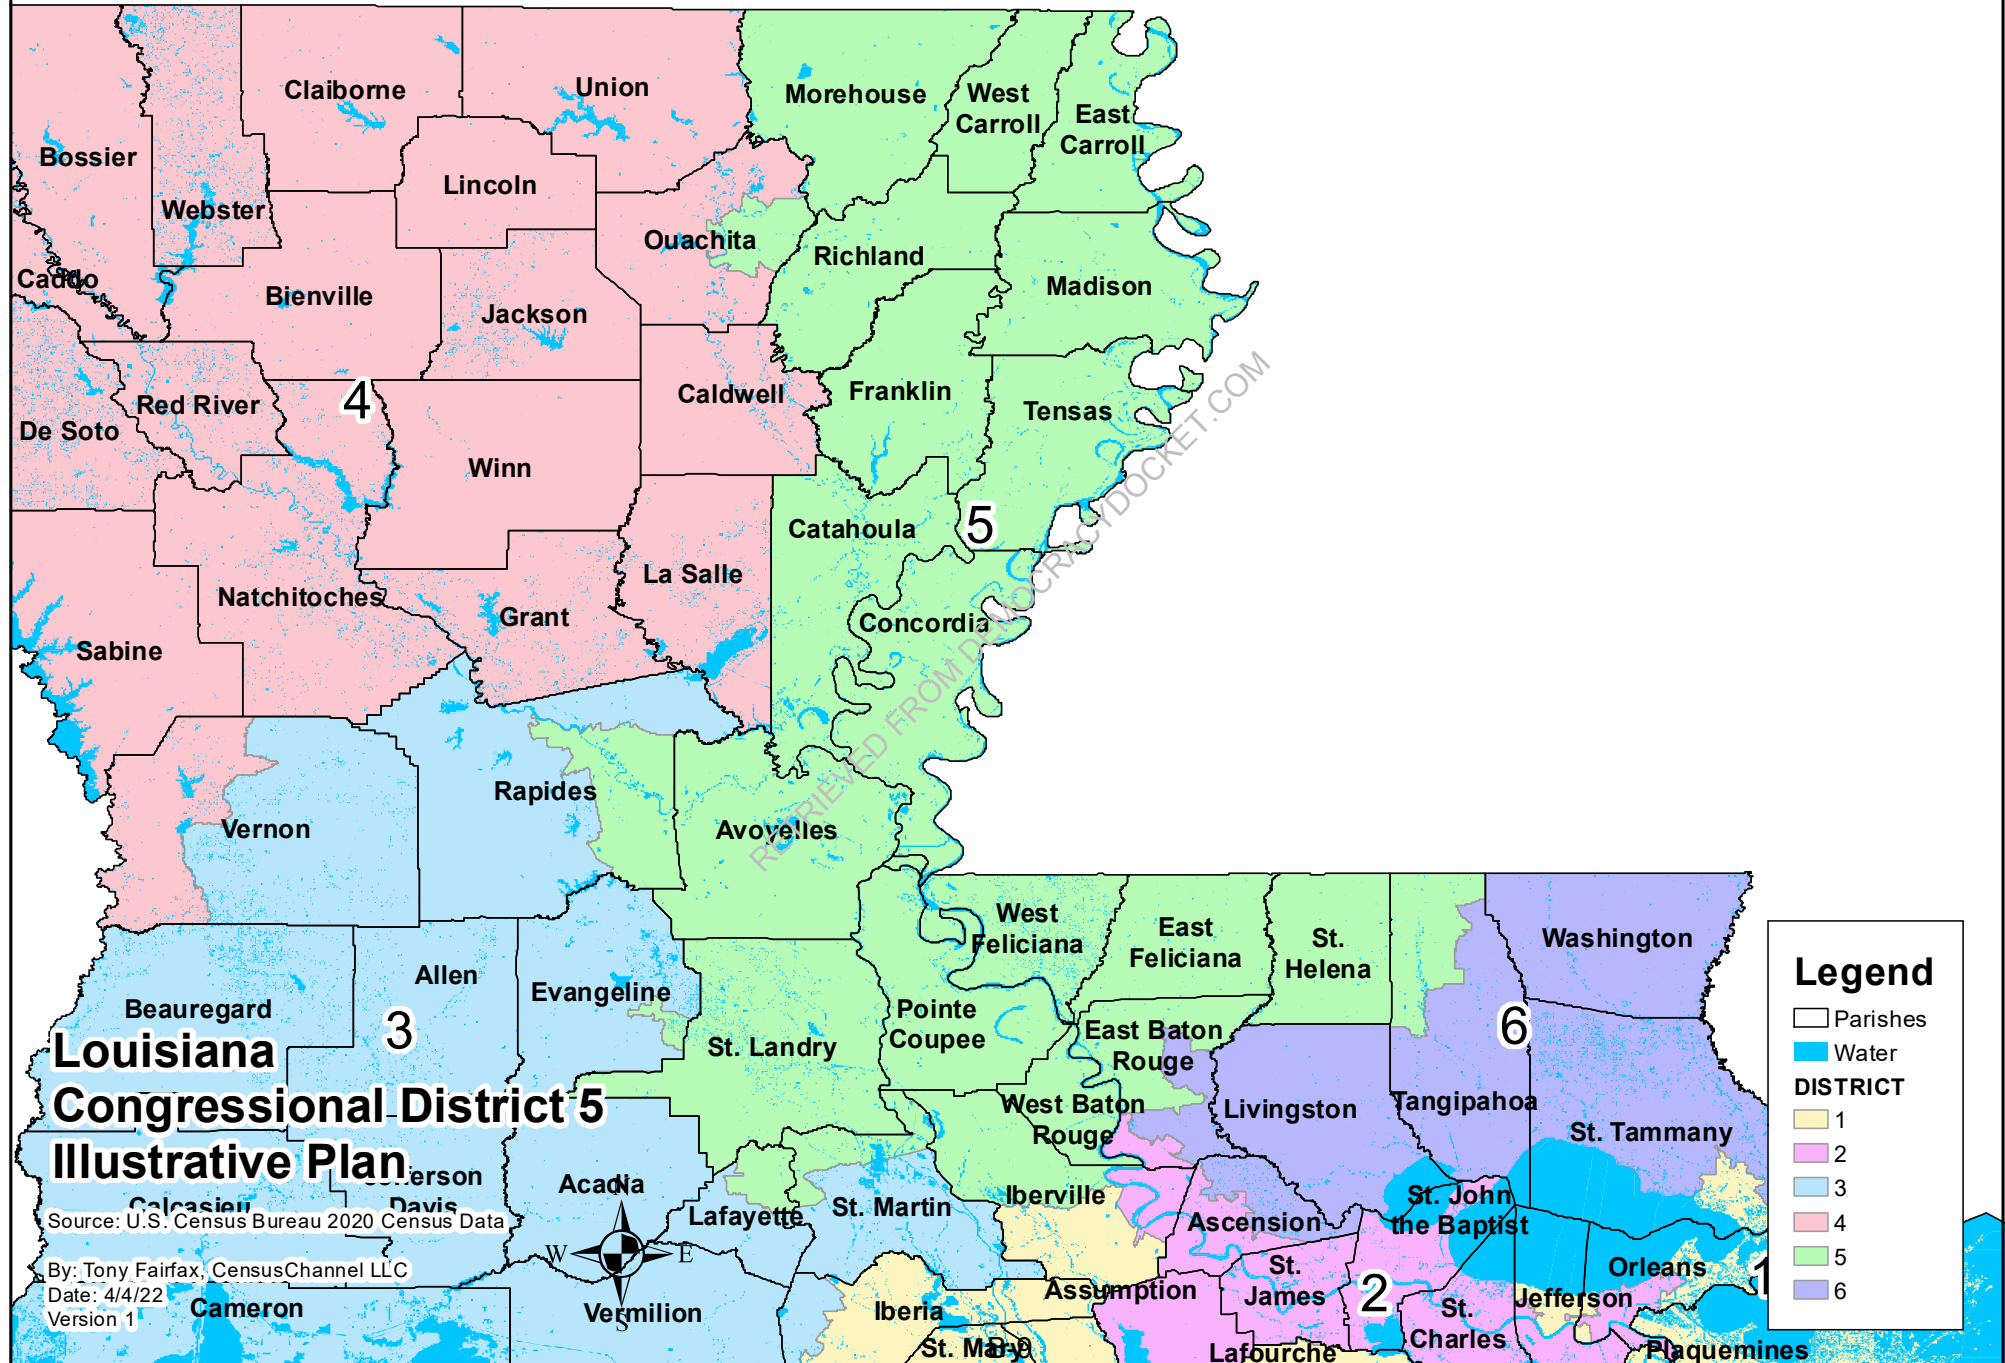 Claiborne
Union
Morehouse
West
Carroll
East
Carroll
Bossier
Lincoln
Webster
Ouachita
Richland
Caddo
Bienville
Jackson
Madison
Red River
4
Caldwell
Franklin
Tensas
De Soto
Winn
Catahoula
5
La Salle
Natchitoches
Grant
Concordia
Sabine
RETRIEVED FROM DEMOCRACYDOCKET.COM
Rapides
Vernon
Avoyelles
West
Feliciana
East
Feliciana
St.
Helena
Washington
Allen
Evangeline
Beauregard
Pointe
Coupee
3
6
East Baton
Rouge
St. Landry
West Baton
Rouge
Livingston
Tangipahoa
St. Tammany
Louisiana
Congressional District 5
Illustrative Plan
Calcasieu
Davis
Acadia
Lafayette
St. Martin
Iberville
Ascension
St. John
the Baptist
Source: U.S. Census Bureau 2020 Census Data
By: Tony Fairfax, CensusChannel LLC
Date: 4/4/22
Version 1
Cameron
N
W
E
S
Vermilion
Iberia
St. Mary
Assumption
St.
James
2
St.
Charles
Jefferson
Orleans
1
Lafourche
Plaquemines
Legend
Parishes
Water
DISTRICT
1
2
3
4
5
6